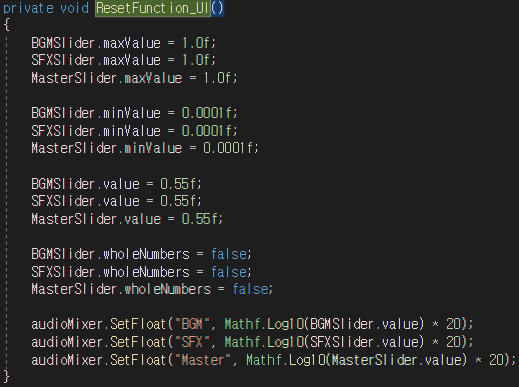 private void ResetFunction_UI()
{
BGMSlider.maxValue = 1.0f;
SFXSlider.maxValue = 1.0f;
MasterSlider.maxValue = 1.0f;
BGMSlider.minValue = 0.0001f;
SFXSlider.minValue = 0.0001f;
MasterSlider.minValue = 0.0001f;
BGMSlider.value = 0.55f;
SFXSlider.value = 0.55f;
MasterSlider.value = 0.55f;
BGMSlider.wholeNumbers = false;
SFXSlider.wholeNumbers = false;
MasterSlider.wholeNumbers = false;
audioMixer.SetFloat("BGM", Mathf.Log10(BGMSlider.value) * 20);
audioMixer.SetFloat("SFX", Mathf.Log10(SFXSlider.value) * 20);
audioMixer.SetFloat("Master", Mathf.Log10(MasterSlider.value) * 20);
}